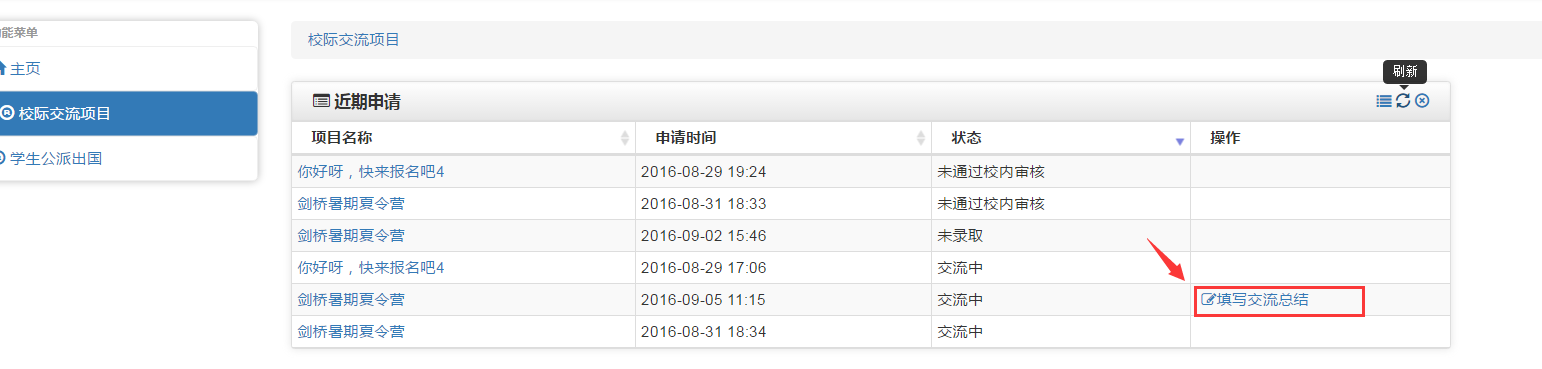 能菜单
主页
校际交流项目
学生公派出国
校际交流项目
刷新
近期申请
项目名称 申请时间 状态 操作
你好呀，快来报名吧4 2016-08-29 19:24 未通过校内审核
剑桥暑期夏令营 2016-08-31 18:33 未通过校内审核
剑桥暑期夏令营 2016-09-02 15:46 未录取
你好呀，快来报名吧4 2016-08-29 17:06 交流中
剑桥暑期夏令营 2016-09-05 11:15 交流中 填写交流总结
剑桥暑期夏令营 2016-08-31 18:34 交流中